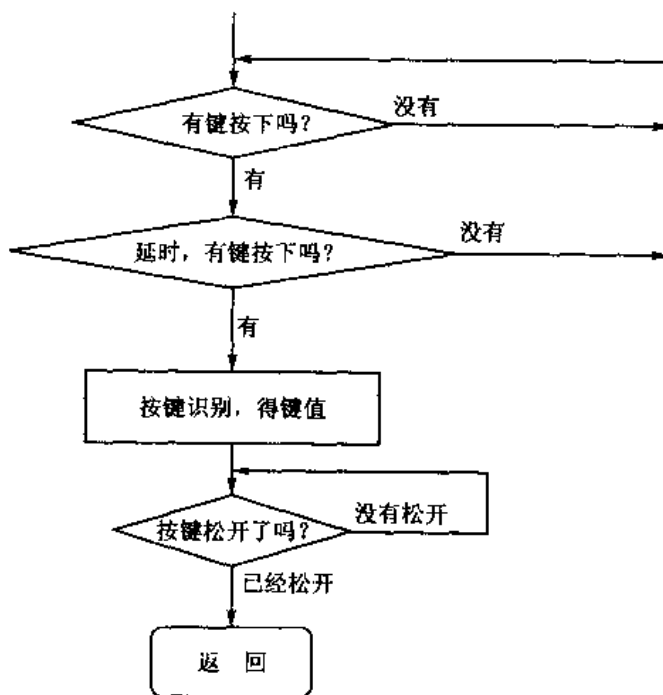 有键按下吗?
没有
有
延时，有键按下吗?
没有
有
按键识别，得键值
按键松开了吗?
没有松开
已经松开
返 回